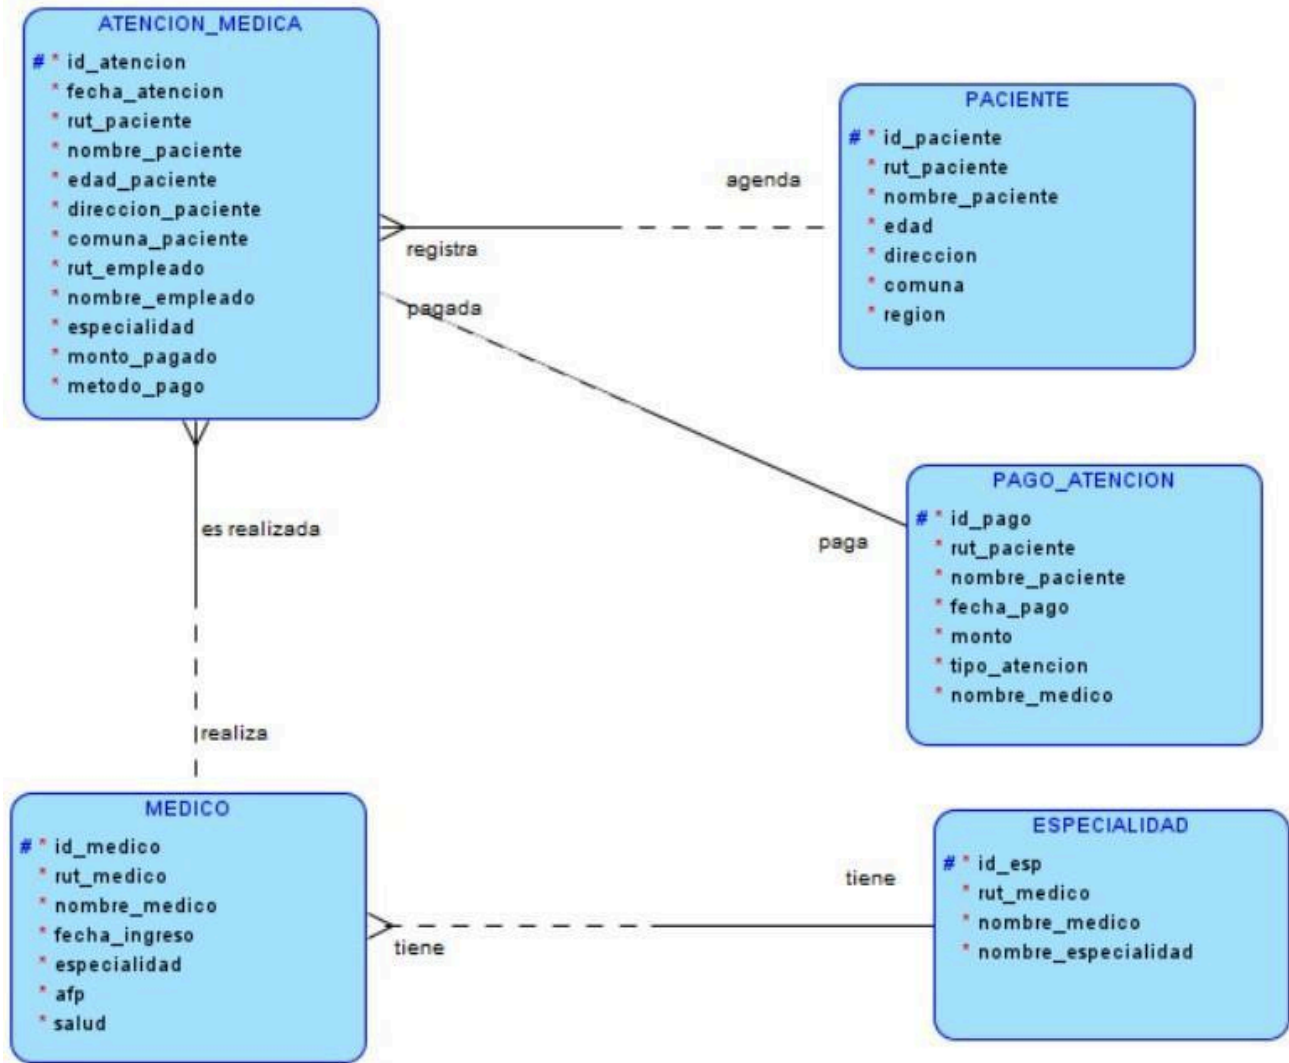 ATENCION_MEDICA
# * id_atencion
* fecha_atencion
* rut_paciente
* nombre_paciente
* edad_paciente
* direccion_paciente
* comuna_paciente
* rut_empleado
* nombre_empleado
* especialidad
* monto_pagado
* metodo_pago
PACIENTE
# * id_paciente
* rut_paciente
* nombre_paciente
* edad
* direccion
* comuna
* region
agenda
registra
pagada
paga
PAGO_ATENCION
# * id_pago
* rut_paciente
* nombre_paciente
* fecha_pago
* monto
* tipo_atencion
* nombre_medico
es realizada
realiza
MEDICO
# * id_medico
* rut_medico
* nombre_medico
* fecha_ingreso
* especialidad
* afp
* salud
tiene
tiene
ESPECIALIDAD
# * id_esp
* rut_medico
* nombre_medico
* nombre_especialidad